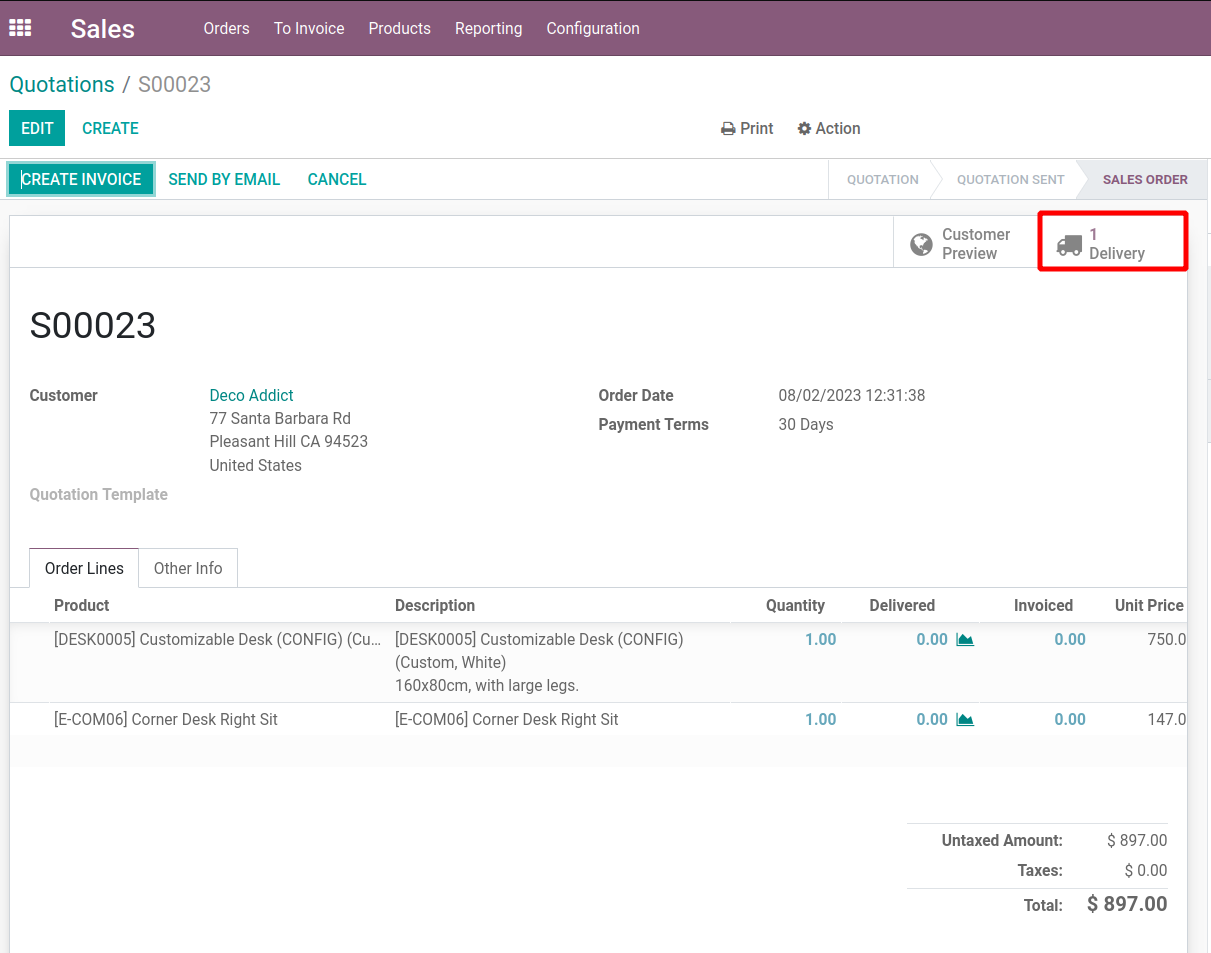 Sales Orders To Invoice Products Reporting Configuration
Quotations / S00023
EDIT CREATE Print Action
CREATE INVOICE SEND BY EMAIL CANCEL QUOTATION QUOTATION SENT SALES ORDER
Customer Preview 1 Delivery
S00023
Customer Deco Addict Order Date 08/02/2023 12:31:38
77 Santa Barbara Rd Payment Terms 30 Days
Pleasant Hill CA 94523
United States
Quotation Template
Order Lines Other Info
Product Description Quantity Delivered Invoiced Unit Price
[DESK0005] Customizable Desk (CONFIG) (Cu... [DESK0005] Customizable Desk (CONFIG) 1.00 0.00 0.00 750.0
(Custom, White)
160x80cm, with large legs.
[E-COM06] Corner Desk Right Sit [E-COM06] Corner Desk Right Sit 1.00 0.00 0.00 147.0
Untaxed Amount: $ 897.00
Taxes: $ 0.00
Total: $ 897.00